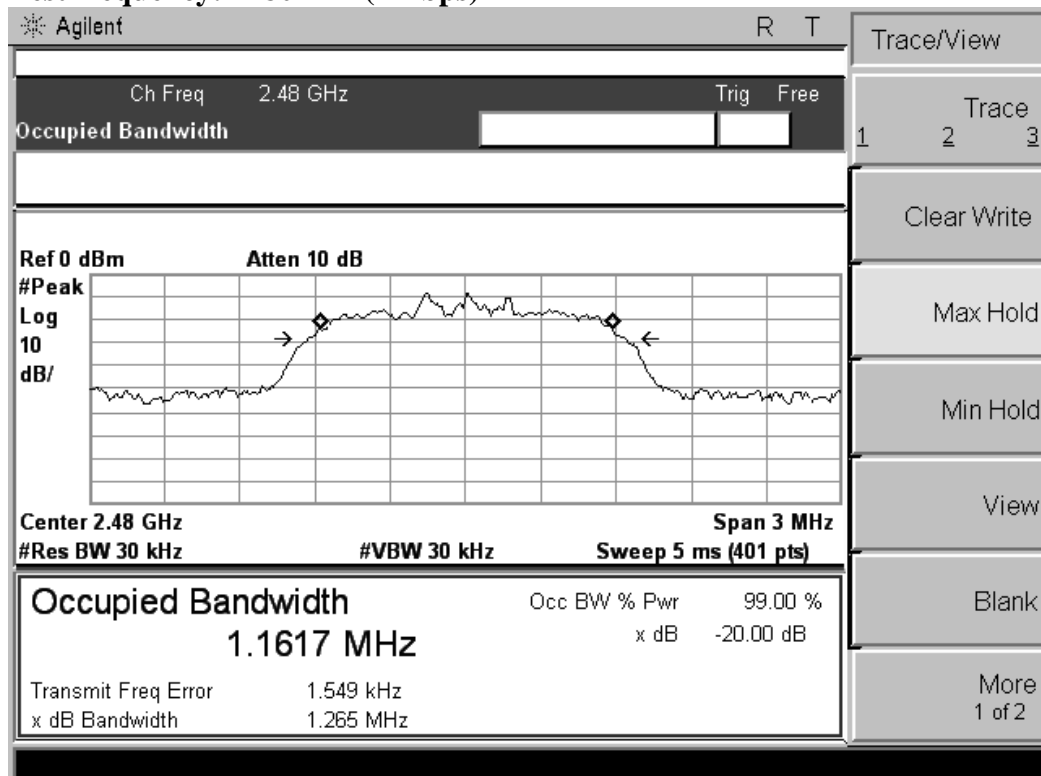 Agilent R T
Trace/View
Ch Freq 2.48 GHz Trig Free
Occupied Bandwidth
Trace
1 2 3
Clear Write
Ref 0 dBm Atten 10 dB
#Peak
Log
10
dB/
Max Hold
Min Hold
Center 2.48 GHz Span 3 MHz
#Res BW 30 kHz #VBW 30 kHz Sweep 5 ms (401 pts)
View
Occupied Bandwidth Occ BW % Pwr 99.00 %
1.1617 MHz x dB -20.00 dB
Blank
Transmit Freq Error 1.549 kHz
x dB Bandwidth 1.265 MHz
More
1 of 2